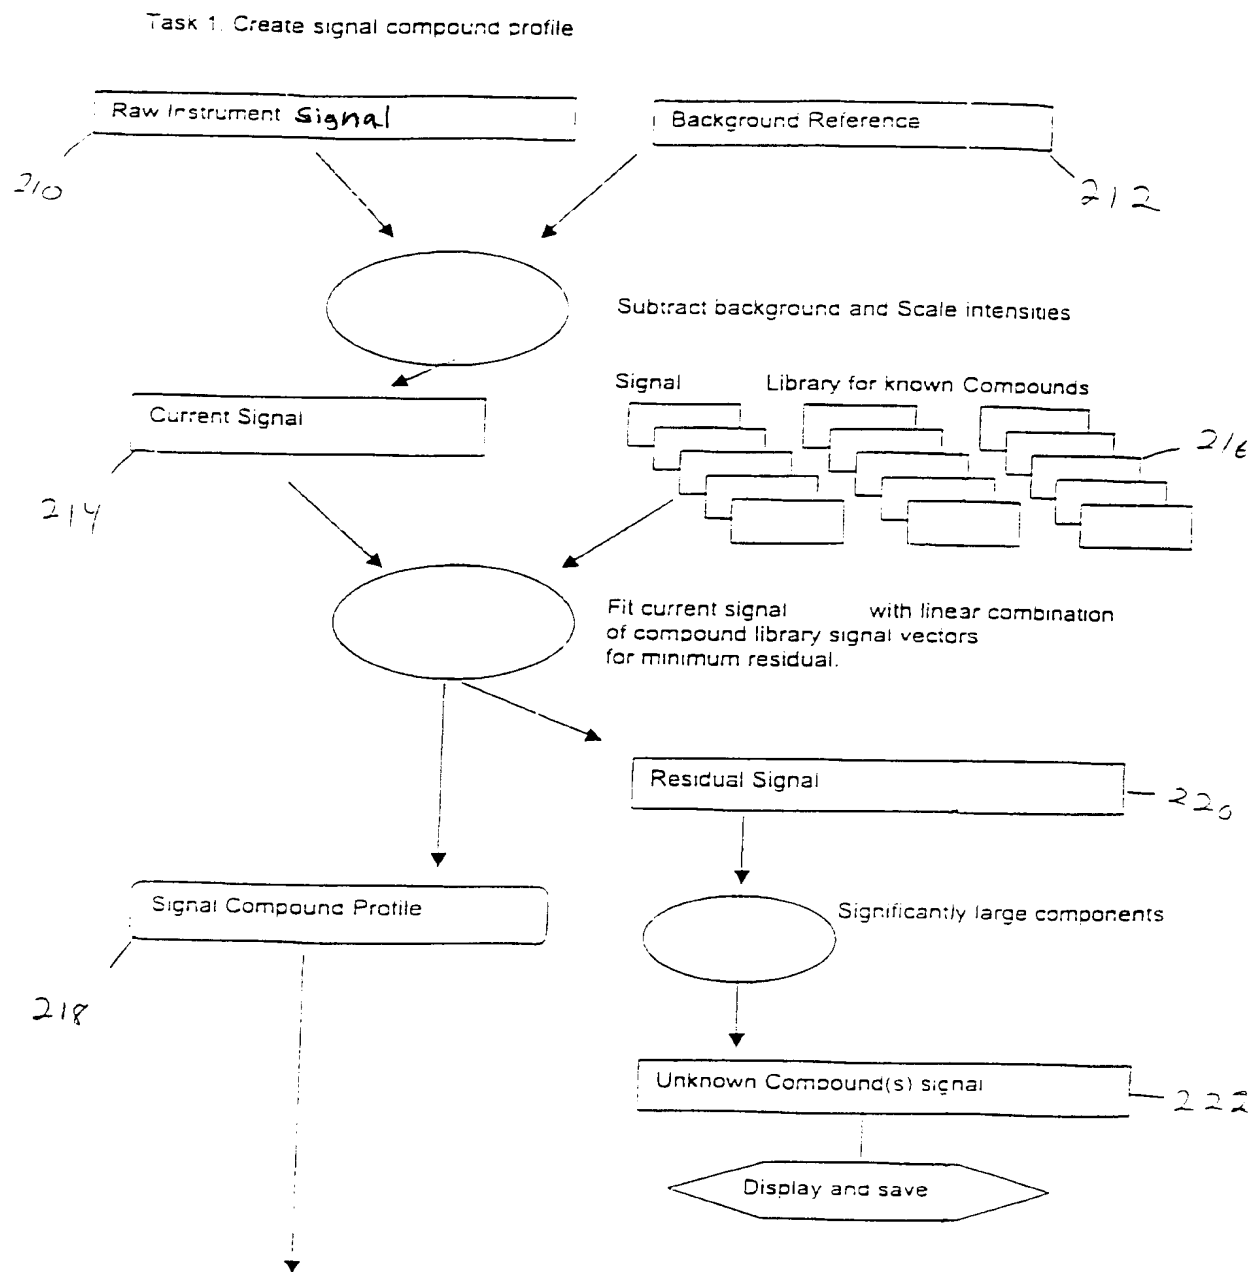 Task 1. Create signal compound profile
Raw Instrument Signal
Background Reference
210
212
Subtract background and Scale intensities
Signal Library for known Compounds
Current Signal
216
214
Fit current signal with linear combination
of compound library signal vectors
for minimum residual.
Residual Signal
220
Signal Compound Profile
Significantly large components
218
Unknown Compound(s) signal
222
Display and save